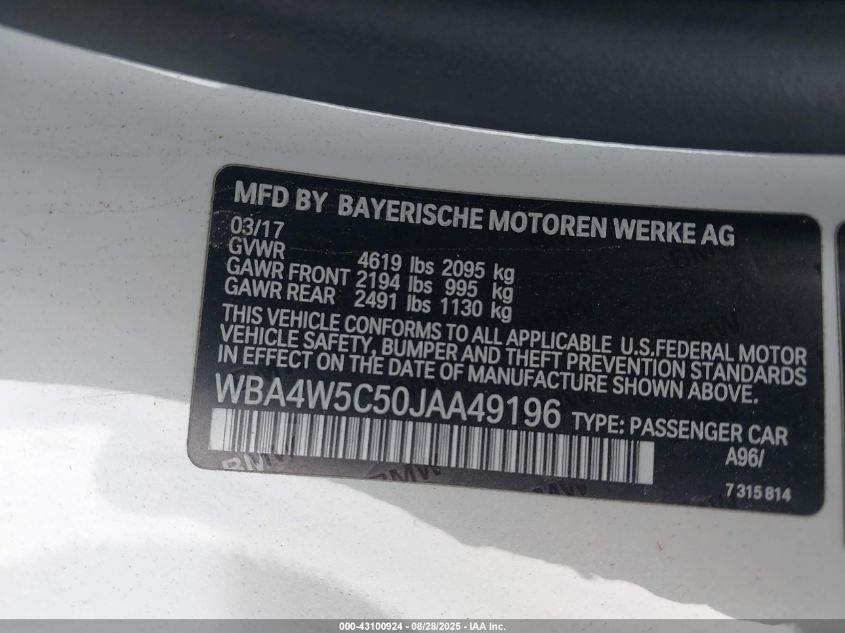 MFD BY BAYERISCHE MOTOREN WERKE AG
03/17
GVWR 4619 lbs 2095 kg
GAWR FRONT 2194 lbs 995 kg
GAWR REAR 2491 lbs 1130 kg
THIS VEHICLE CONFORMS TO ALL APPLICABLE U.S.FEDERAL MOTOR
VEHICLE SAFETY, BUMPER AND THEFT PREVENTION STANDARDS
IN EFFECT ON THE DATE OF MANUFACTURE SHOWN ABOVE.
WBA4W5C50JAA49196 TYPE: PASSENGER CAR
A96/
7 315 814
BMW BMW BMW
000-43100924 - 08/28/2025 - IAA Inc.